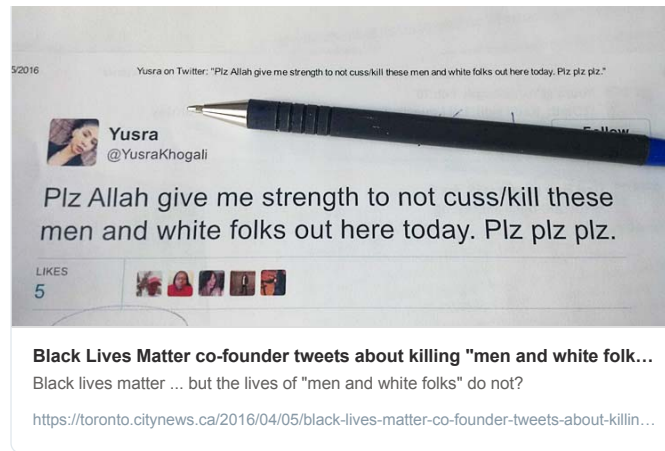 5/2016 Yusra on Twitter: "Plz Allah give me strength to not cuss/kill these men and white folks out here today. Plz plz plz."
Yusra
@YusraKhogali
Plz Allah give me strength to not cuss/kill these
men and white folks out here today. Plz plz plz.
LIKES
5
Black Lives Matter co-founder tweets about killing "men and white folk…
Black lives matter ... but the lives of "men and white folks" do not?
https://toronto.citynews.ca/2016/04/05/black-lives-matter-co-founder-tweets-about-killin…